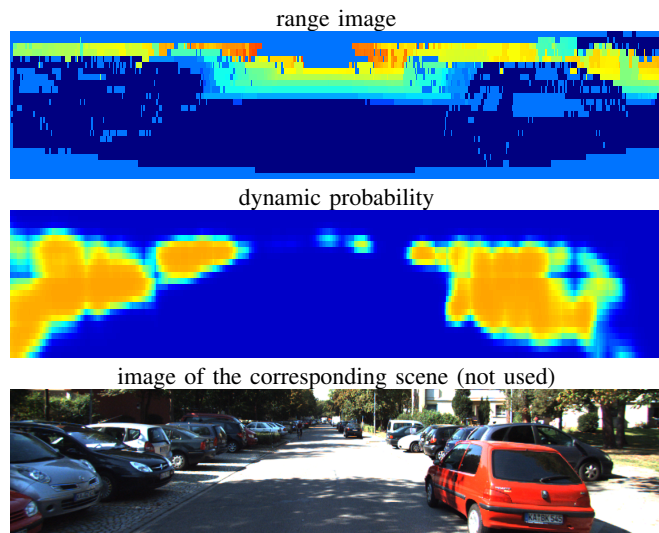 range image
dynamic probability
image of the corresponding scene (not used)